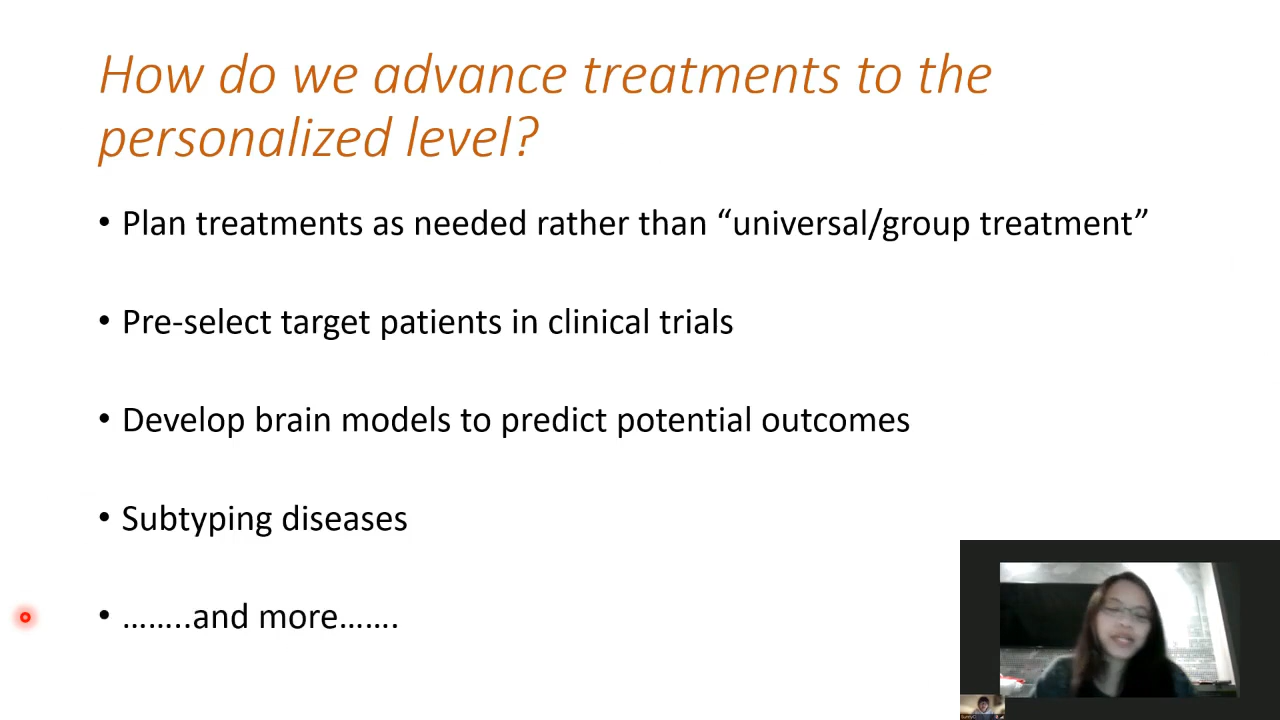 How do we advance treatments to the
personalized level?
• Plan treatments as needed rather than “universal/group treatment”
• Pre-select target patients in clinical trials
• Develop brain models to predict potential outcomes
• Subtyping diseases
• ……..and more…….